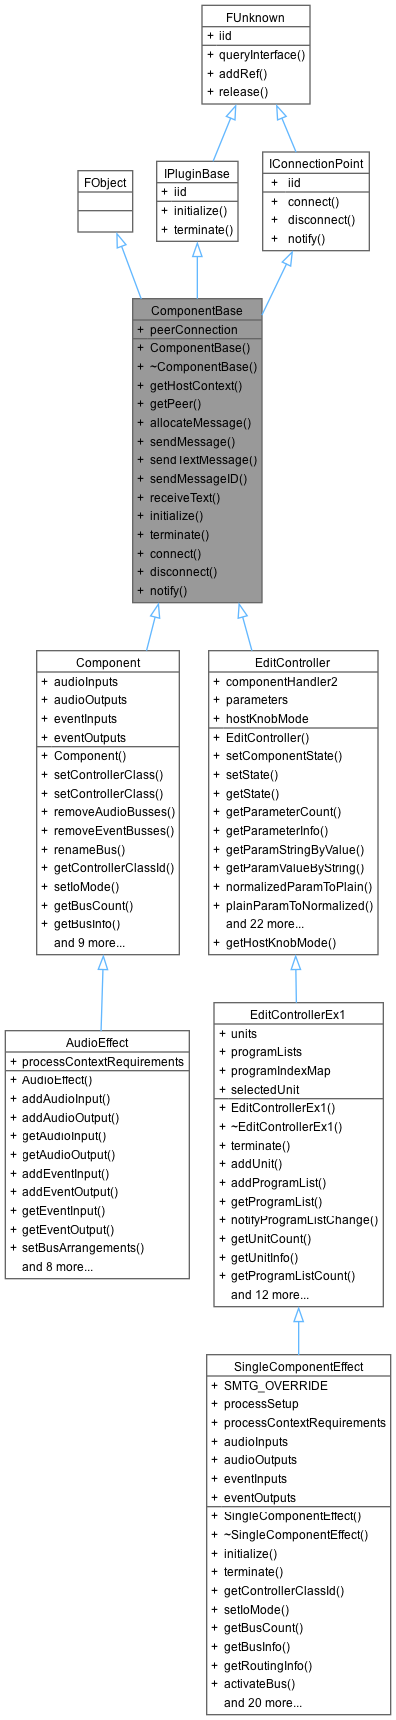 FUnknown
+ iid
+ queryInterface()
+ addRef()
+ release()
FObject
IPluginBase
+ iid
+ initialize()
+ terminate()
IConnectionPoint
+ iid
+ connect()
+ disconnect()
+ notify()
ComponentBase
+ peerConnection
+ ComponentBase()
+ ~ComponentBase()
+ getHostContext()
+ getPeer()
+ allocateMessage()
+ sendMessage()
+ sendTextMessage()
+ sendMessageID()
+ receiveText()
+ initialize()
+ terminate()
+ connect()
+ disconnect()
+ notify()
Component
+ audioInputs
+ audioOutputs
+ eventInputs
+ eventOutputs
+ Component()
+ setControllerClass()
+ setControllerClass()
+ removeAudioBusses()
+ removeEventBusses()
+ renameBus()
+ getControllerClassId()
+ setIoMode()
+ getBusCount()
+ getBusInfo()
and 9 more...
EditController
+ componentHandler2
+ parameters
+ hostKnobMode
+ EditController()
+ setComponentState()
+ setState()
+ getState()
+ getParameterCount()
+ getParameterInfo()
+ getParamStringByValue()
+ getParamValueByString()
+ normalizedParamToPlain()
+ plainParamToNormalized()
and 22 more...
+ getHostKnobMode()
AudioEffect
+ processContextRequirements
+ AudioEffect()
+ addAudioInput()
+ addAudioOutput()
+ getAudioInput()
+ getAudioOutput()
+ addEventInput()
+ addEventOutput()
+ getEventInput()
+ getEventOutput()
+ setBusArrangements()
and 8 more...
EditControllerEx1
+ units
+ programLists
+ programIndexMap
+ selectedUnit
+ EditControllerEx1()
+ ~EditControllerEx1()
+ terminate()
+ addUnit()
+ addProgramList()
+ getProgramList()
+ notifyProgramListChange()
+ getUnitCount()
+ getUnitInfo()
+ getProgramListCount()
and 12 more...
SingleComponentEffect
+ SMTG_OVERRIDE
+ processSetup
+ processContextRequirements
+ audioInputs
+ audioOutputs
+ eventInputs
+ eventOutputs
+ SingleComponentEffect()
+ ~SingleComponentEffect()
+ initialize()
+ terminate()
+ getControllerClassId()
+ setIoMode()
+ getBusCount()
+ getBusInfo()
+ getRoutingInfo()
+ activateBus()
and 20 more...